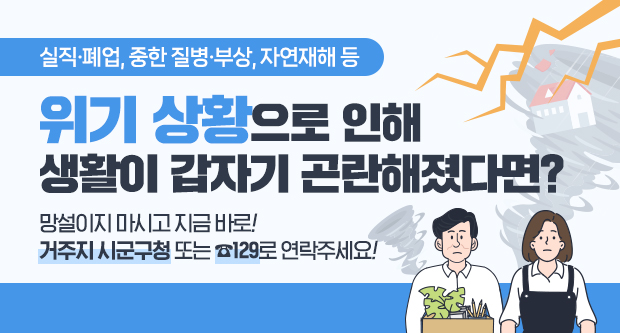 실직·폐업, 중한 질병·부상, 자연재해 등
위기 상황으로 인해
생활이 갑자기 곤란해졌다면?
망설이지 마시고 지금 바로!
거주지 시군구청 또는 ☎129로 연락주세요!